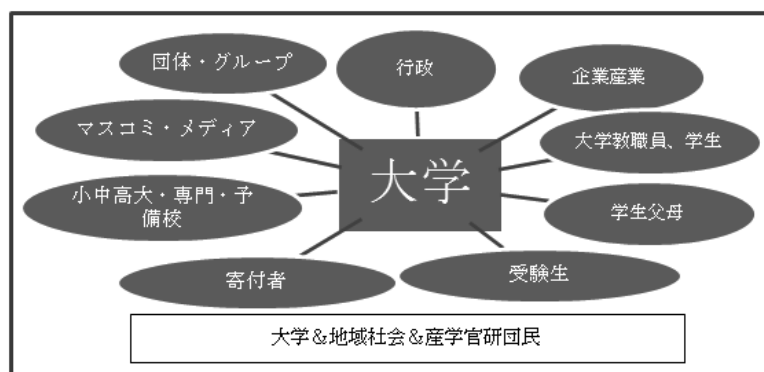 団体・グループ
行政
企業産業
マスコミ・メディア
大学教職員、学生
大学
小中高大・専門・予
備校
学生父母
寄付者
受験生
大学＆地域社会＆産学官研団民